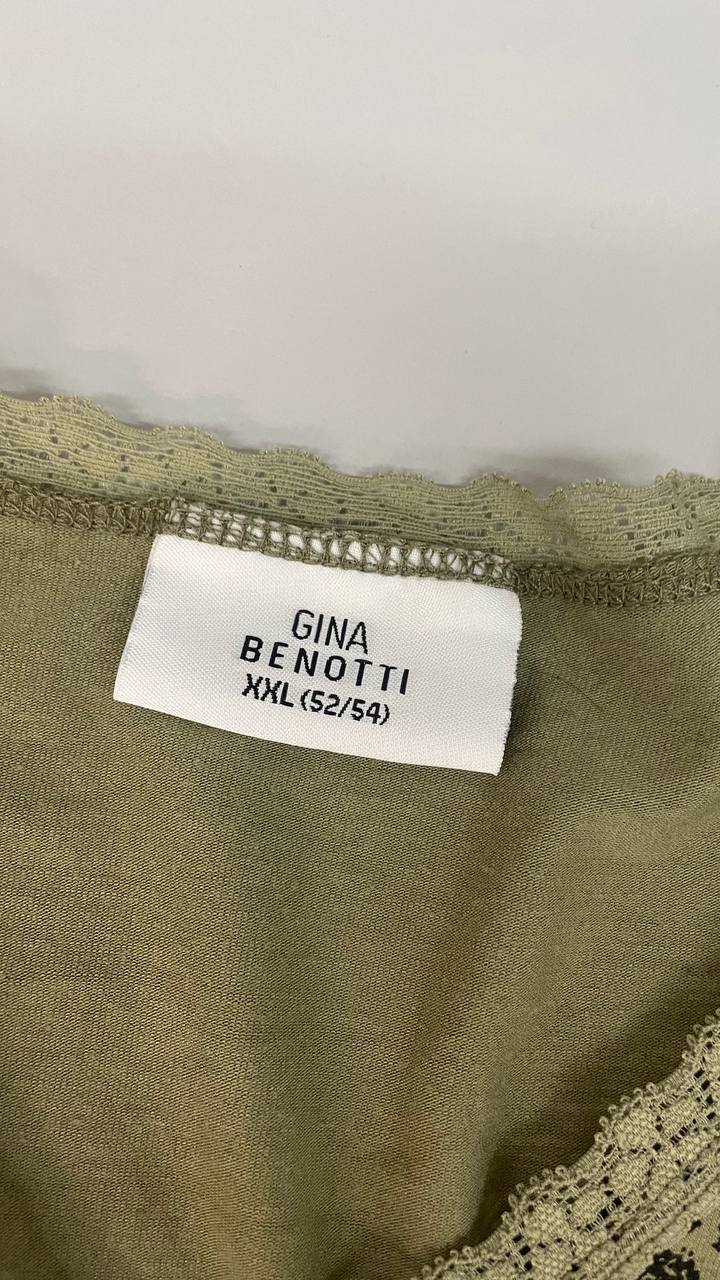 GINA
BENOTTI
XXL (52/54)